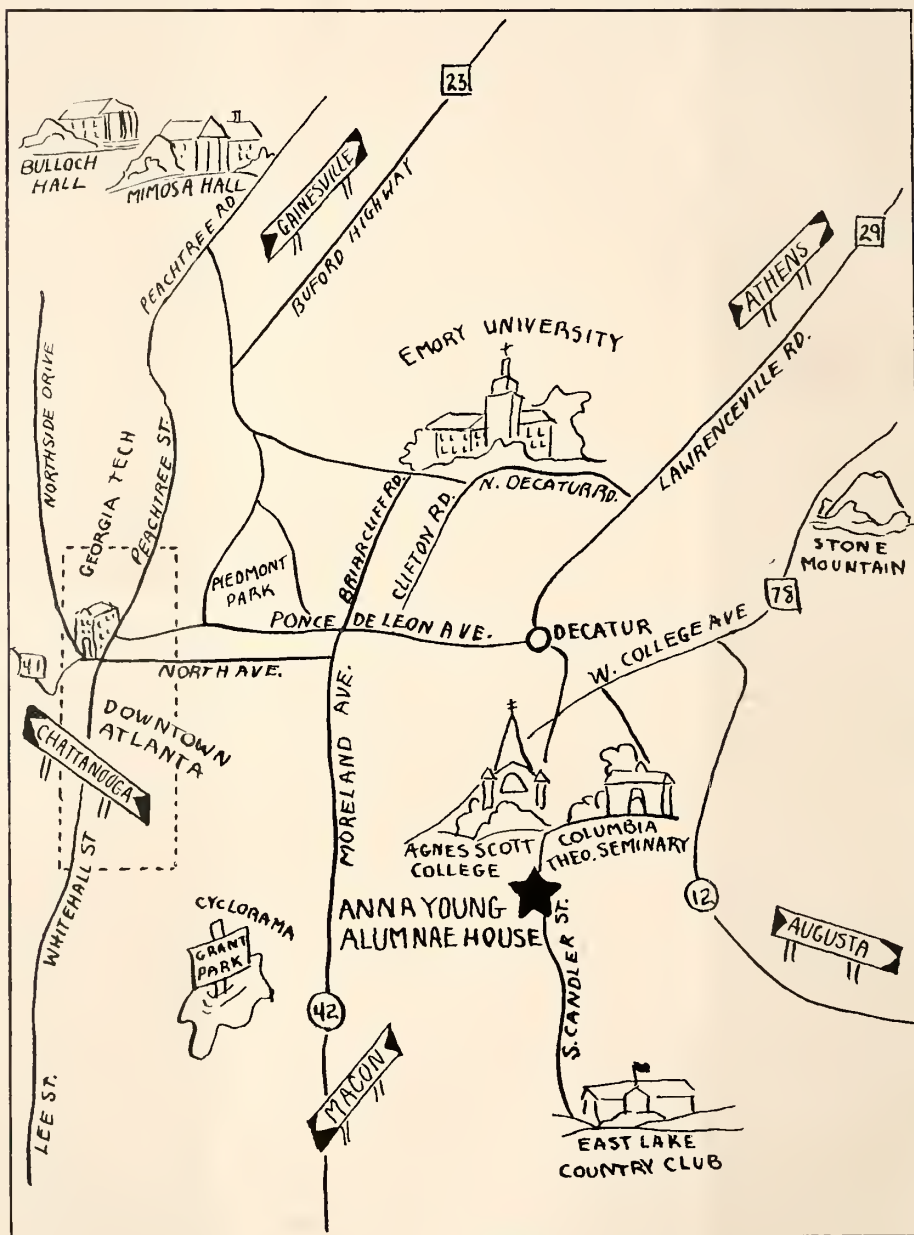 23
BULLOCH
HALL
MIMOSA HALL
PEACHTREE RD.
GAINESVILLE
BUFORD HIGHWAY
ATHENS
29
EMORY UNIVERSITY
LAWRENCEVILLE RD.
NORTHSIDE DRIVE
GEORGIA TECH
PEACHTREE ST.
BRIARCLIFF RD.
CLIFTON RD.
N. DECATUR RD.
STONE
MOUNTAIN
PIEDMONT
PARK
78
PONCE DE LEON AVE.
DECATUR
W. COLLEGE AVE
41
NORTH AVE.
DOWNTOWN
ATLANTA
CHATTANOOGA
MORELAND AVE.
AGNES SCOTT
COLLEGE
COLUMBIA
THEO. SEMINARY
WHITEHALL ST
CYCLORAMA
GRANT
PARK
ANNA YOUNG
ALUMNAE HOUSE
12
AUGUSTA
S. CANDLER ST.
42
MACON
LEE ST.
EAST LAKE
COUNTRY CLUB